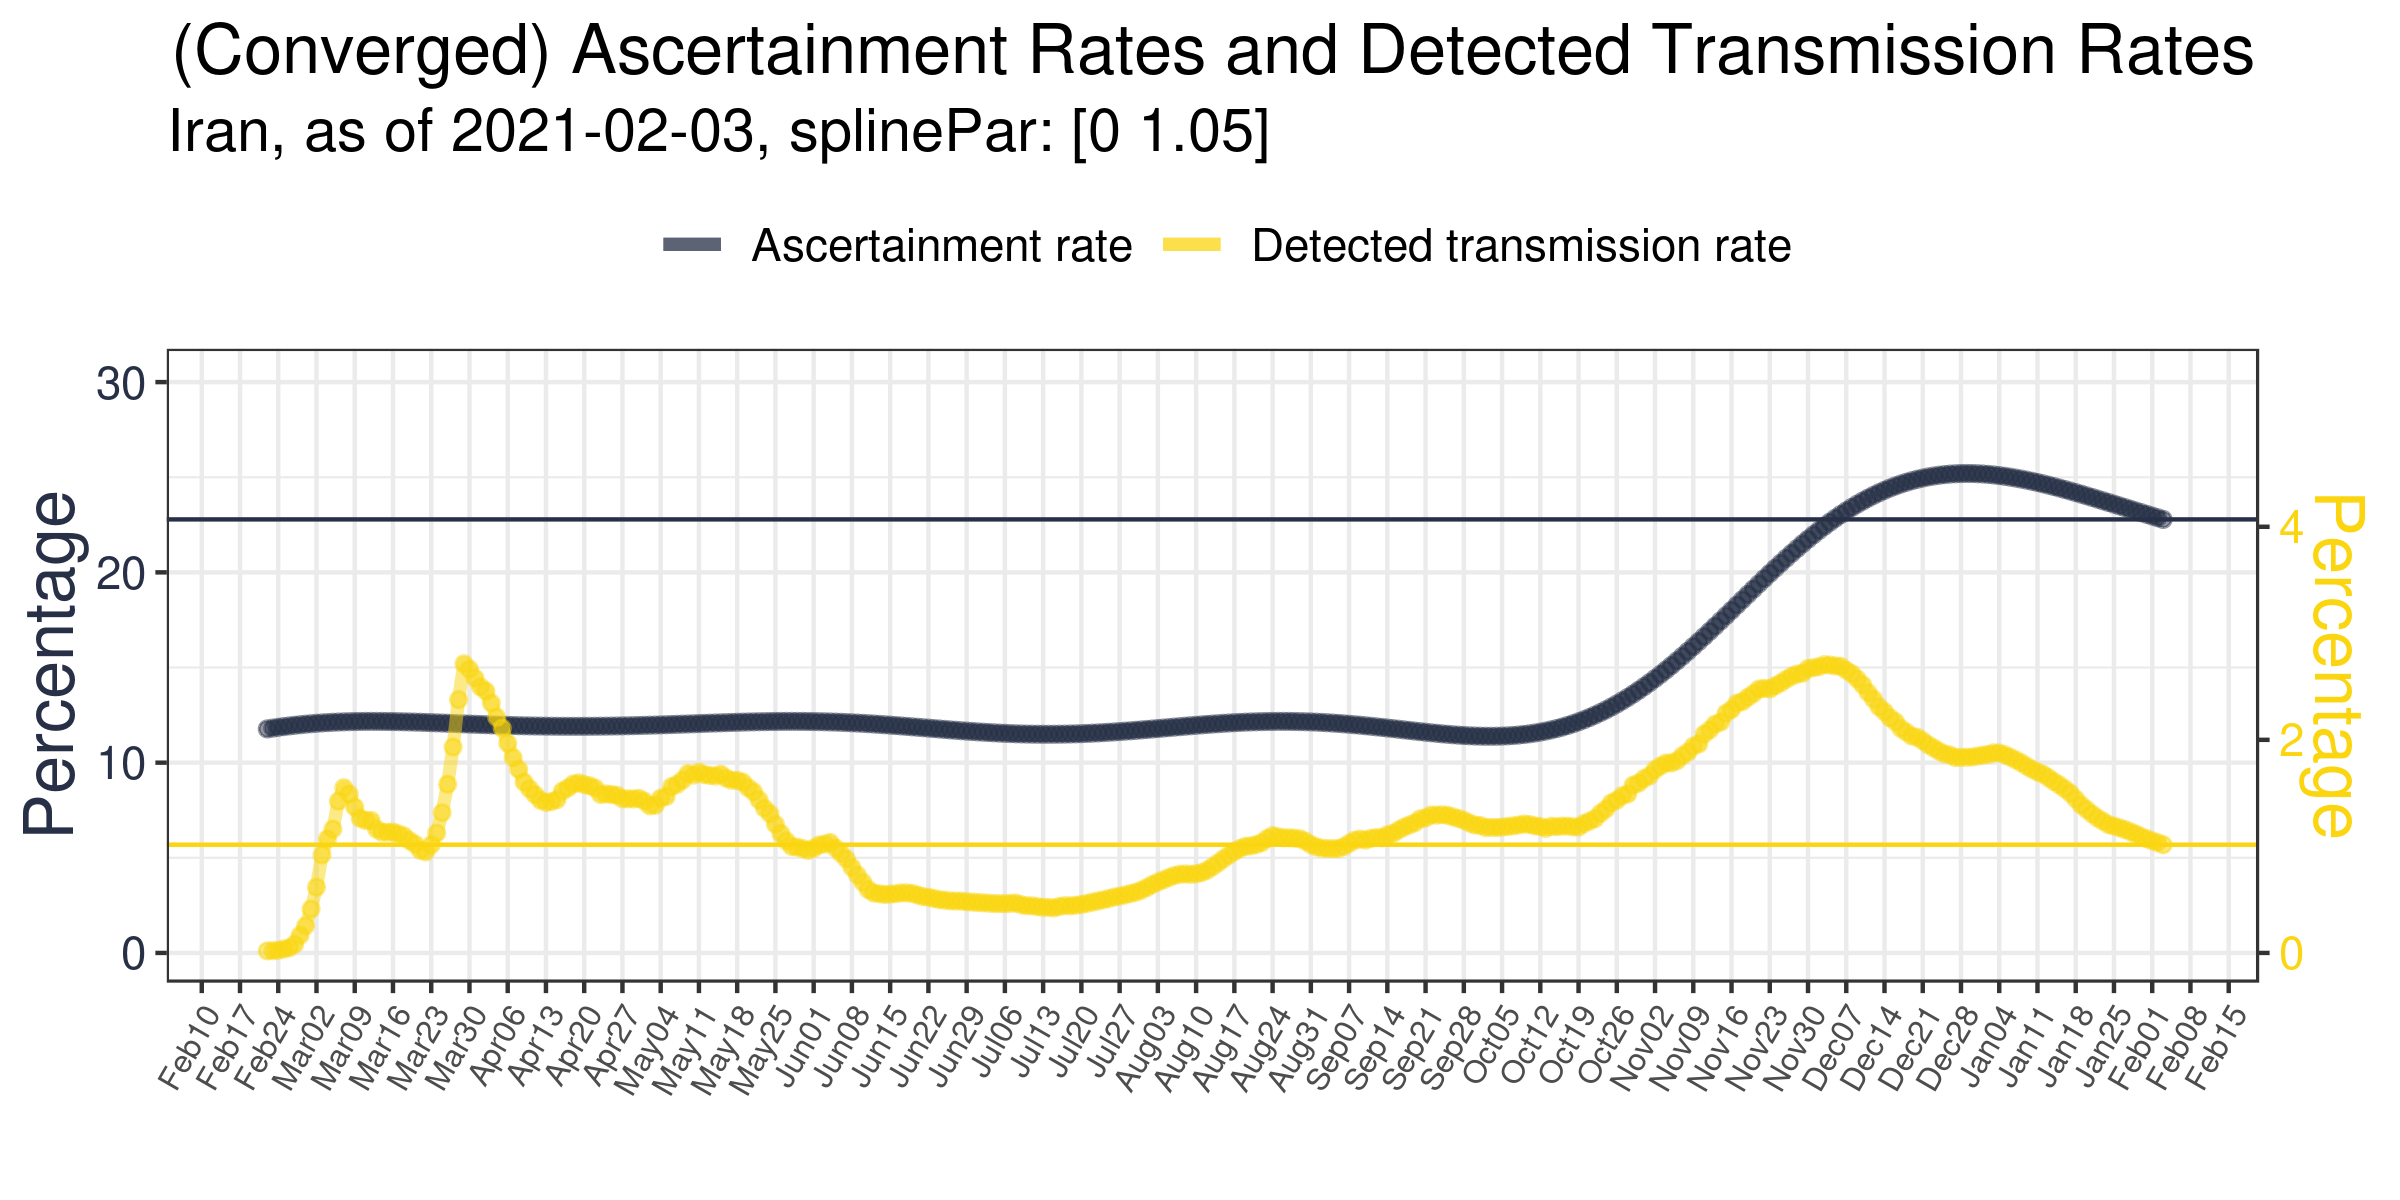 (Converged) Ascertainment Rates and Detected Transmission Rates
Iran, as of 2021-02-03, splinePar: [0 1.05]
Ascertainment rate Detected transmission rate
Percentage
30
20
10
0
4
2
0
Percentage
Feb10 Feb17 Feb24 Mar02 Mar09 Mar16 Mar23 Mar30 Apr06 Apr13 Apr20 Apr27 May04 May11 May18 May25 Jun01 Jun08 Jun15 Jun22 Jun29 Jul06 Jul13 Jul20 Jul27 Aug03 Aug10 Aug17 Aug24 Aug31 Sep07 Sep14 Sep21 Sep28 Oct05 Oct12 Oct19 Oct26 Nov02 Nov09 Nov16 Nov23 Nov30 Dec07 Dec14 Dec21 Dec28 Jan04 Jan11 Jan18 Jan25 Feb01 Feb08 Feb15